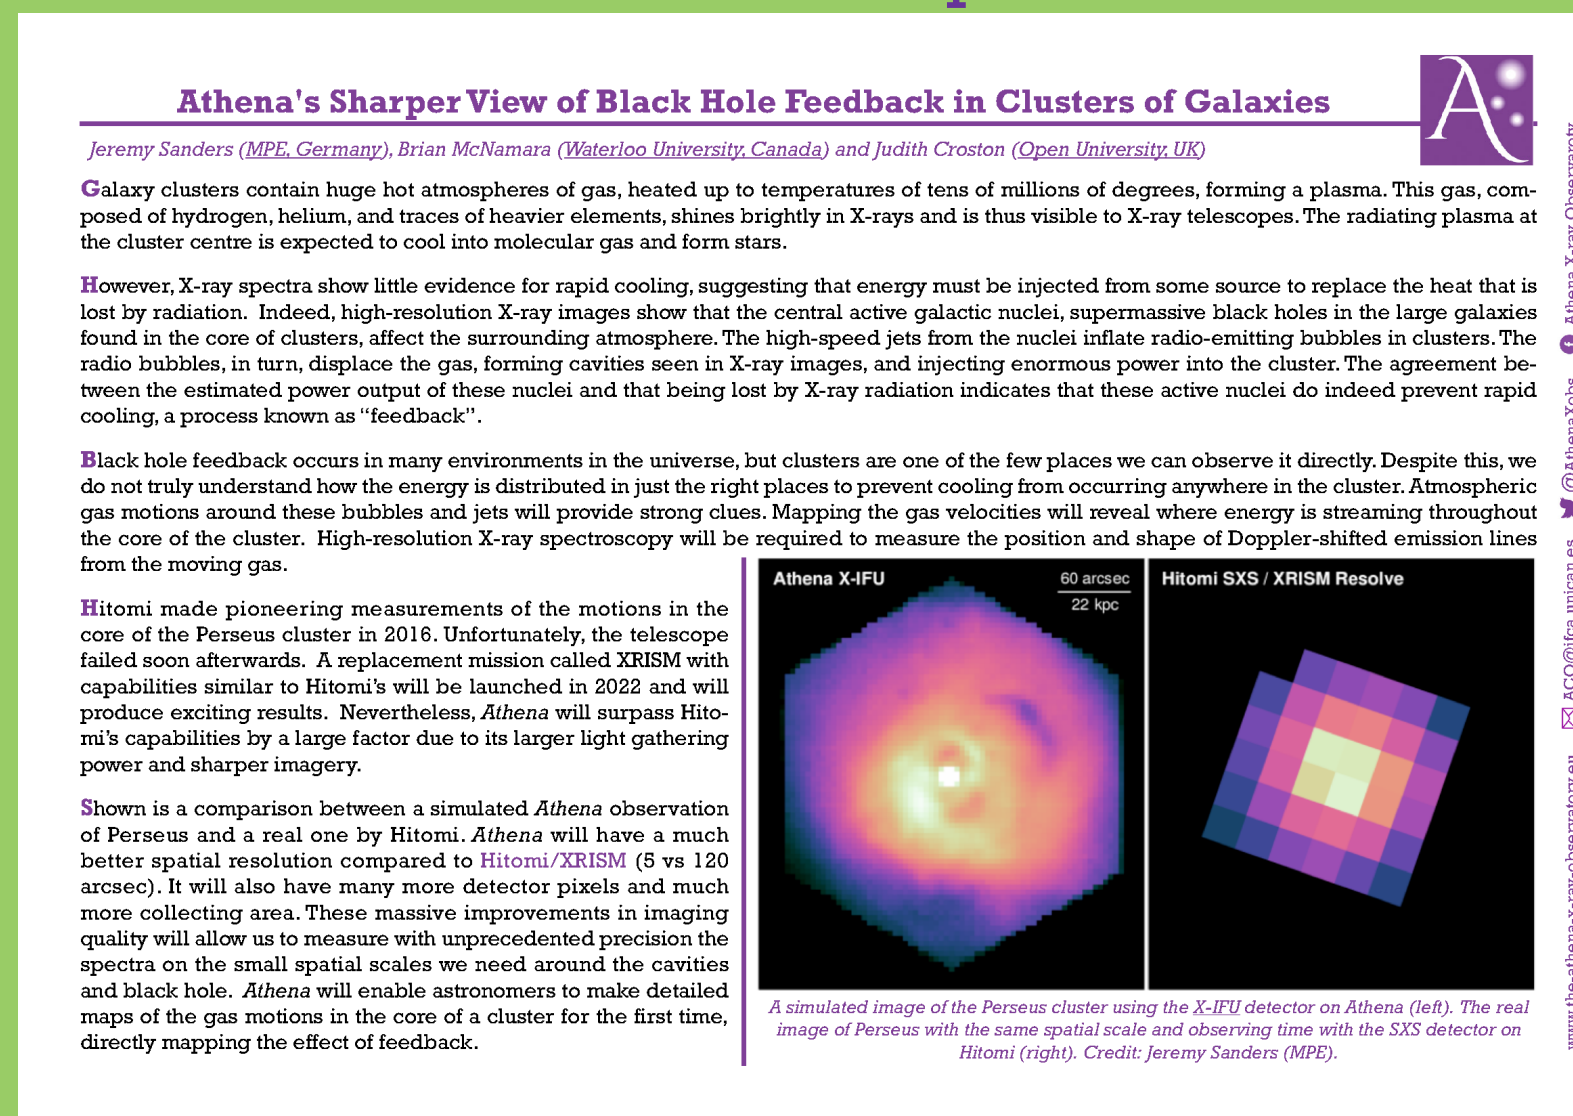 Athena's Sharper View of Black Hole Feedback in Clusters of Galaxies
A
Jeremy Sanders (MPE, Germany), Brian McNamara (Waterloo University, Canada) and Judith Croston (Open University, UK)
Galaxy clusters contain huge hot atmospheres of gas, heated up to temperatures of tens of millions of degrees, forming a plasma. This gas, com-
posed of hydrogen, helium, and traces of heavier elements, shines brightly in X-rays and is thus visible to X-ray telescopes. The radiating plasma at
the cluster centre is expected to cool into molecular gas and form stars.
However, X-ray spectra show little evidence for rapid cooling, suggesting that energy must be injected from some source to replace the heat that is
lost by radiation. Indeed, high-resolution X-ray images show that the central active galactic nuclei, supermassive black holes in the large galaxies
found in the core of clusters, affect the surrounding atmosphere. The high-speed jets from the nuclei inflate radio-emitting bubbles in clusters. The
radio bubbles, in turn, displace the gas, forming cavities seen in X-ray images, and injecting enormous power into the cluster. The agreement be-
tween the estimated power output of these nuclei and that being lost by X-ray radiation indicates that these active nuclei do indeed prevent rapid
cooling, a process known as “feedback”.
Black hole feedback occurs in many environments in the universe, but clusters are one of the few places we can observe it directly. Despite this, we
do not truly understand how the energy is distributed in just the right places to prevent cooling from occurring anywhere in the cluster. Atmospheric
gas motions around these bubbles and jets will provide strong clues. Mapping the gas velocities will reveal where energy is streaming throughout
the core of the cluster. High-resolution X-ray spectroscopy will be required to measure the position and shape of Doppler-shifted emission lines
from the moving gas.
Hitomi made pioneering measurements of the motions in the
core of the Perseus cluster in 2016. Unfortunately, the telescope
failed soon afterwards. A replacement mission called XRISM with
capabilities similar to Hitomi's will be launched in 2022 and will
produce exciting results. Nevertheless, Athena will surpass Hito-
mi's capabilities by a large factor due to its larger light gathering
power and sharper imagery.
Shown is a comparison between a simulated Athena observation
of Perseus and a real one by Hitomi. Athena will have a much
better spatial resolution compared to Hitomi/XRISM (5 vs 120
arcsec). It will also have many more detector pixels and much
more collecting area. These massive improvements in imaging
quality will allow us to measure with unprecedented precision the
spectra on the small spatial scales we need around the cavities
and black hole. Athena will enable astronomers to make detailed
maps of the gas motions in the core of a cluster for the first time,
directly mapping the effect of feedback.
Athena X-IFU
60 arcsec
22 kpc
Hitomi SXS / XRISM Resolve
A simulated image of the Perseus cluster using the X-IFU detector on Athena (left). The real
image of Perseus with the same spatial scale and observing time with the SXS detector on
Hitomi (right). Credit: Jeremy Sanders (MPE).
www.the-athena-x-ray-observatory.eu
ACO@ifca.unican.es
@AthenaXobs
Athena X-ray Observatory